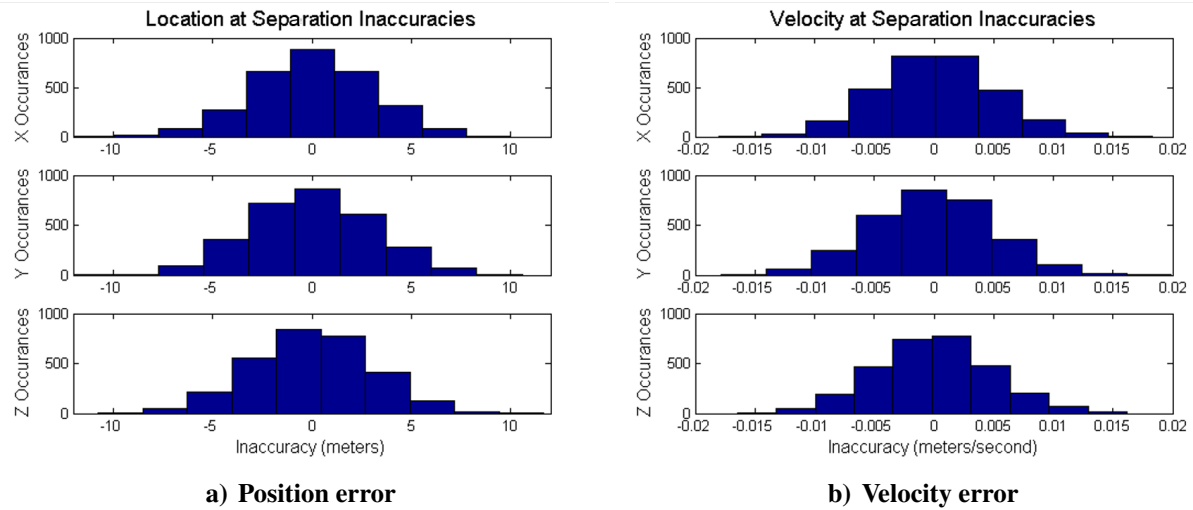 Location at Separation Inaccuracies
1000
500
0
X Occurances
-10 -5 0 5 10
1000
500
0
Y Occurances
-10 -5 0 5 10
1000
500
0
Z Occurances
-10 -5 0 5 10
Inaccuracy (meters)
a) Position error
Velocity at Separation Inaccuracies
1000
500
0
X Occurances
-0.02 -0.015 -0.01 -0.005 0 0.005 0.01 0.015 0.02
1000
500
0
Y Occurances
-0.02 -0.015 -0.01 -0.005 0 0.005 0.01 0.015 0.02
1000
500
0
Z Occurances
-0.02 -0.015 -0.01 -0.005 0 0.005 0.01 0.015 0.02
Inaccuracy (meters/second)
b) Velocity error